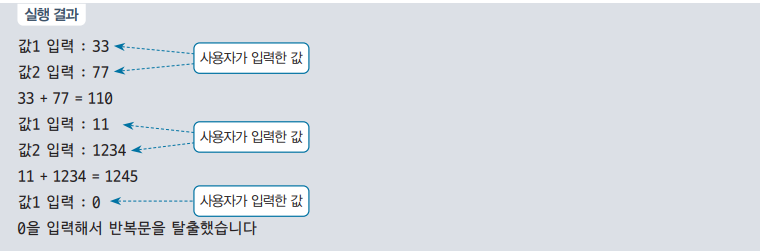 실행 결과
값1 입력 : 33
사용자가 입력한 값
값2 입력 : 77
33 + 77 = 110
값1 입력 : 11
사용자가 입력한 값
값2 입력 : 1234
11 + 1234 = 1245
값1 입력 : 0
사용자가 입력한 값
0을 입력해서 반복문을 탈출했습니다